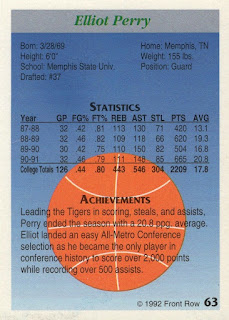 Elliot Perry
Born: 3/28/69 Home: Memphis, TN
Height: 6'0" Weight: 155 lbs.
School: Memphis State Univ. Position: Guard
Drafted: #37
STATISTICS
Year GP FG% FT% REB AST STL PTS AVG
87-88 32 .42 .81 113 130 71 420 13.1
88-89 32 .46 .79 109 118 66 620 19.3
89-90 30 .42 .75 110 150 82 504 16.8
90-91 32 .46 .79 111 148 85 665 20.8
College Totals 126 .44 .80 443 546 304 2209 17.8
ACHIEVEMENTS
Leading the Tigers in scoring, steals, and assists,
Perry ended the season with a 20.8 ppg. average.
Elliot landed an easy All-Metro Conference
selection as he became the only player in
conference history to score over 2,000 points
while recording over 500 assists.
© 1992 Front Row 63